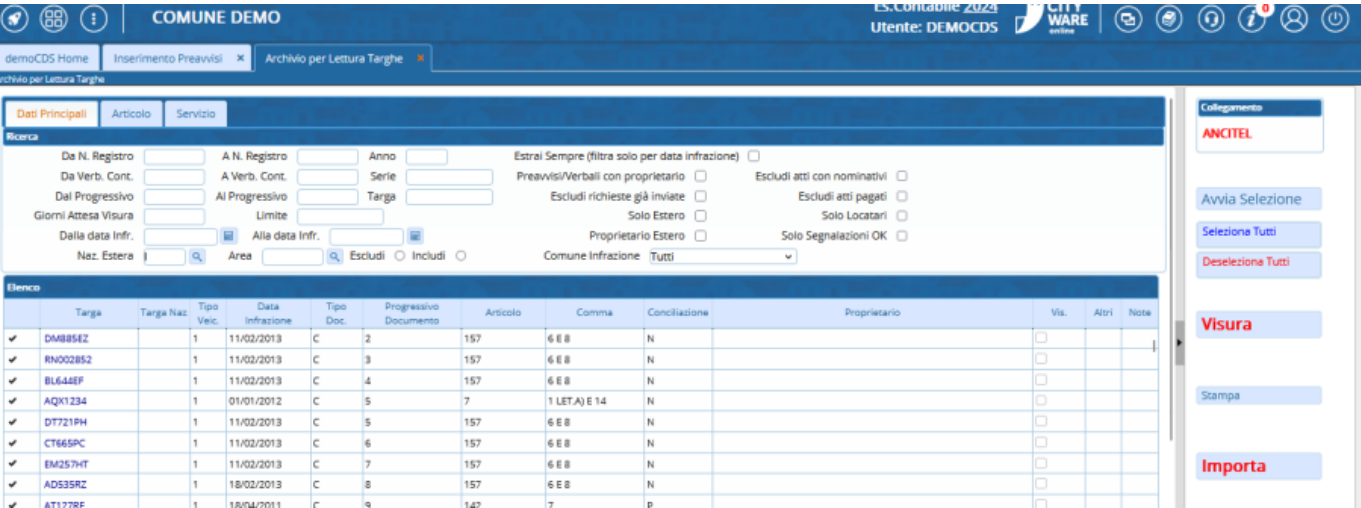 COMUNE DEMO
Es.Contabile 2024
Utente: DEMOCDS
CITY
WARE
online
0
demoCDS Home
Inserimento Preavvisi
Archivio per Lettura Targhe
rchivio per Lettura Targhe
Dati Principali Articolo Servizio
Ricerca
Da N. Registro A N. Registro Anno Estrai Sempre (filtra solo per data infrazione)
Da Verb. Cont. A Verb. Cont. Serie Preavvisi/Verbali con proprietario Escludi atti con nominativi
Dal Progressivo Al Progressivo Targa Escludi richieste già inviate Escludi atti pagati
Giorni Attesa Visura Limite Solo Estero Solo Locatari
Dalla data Infr. Alla data Infr. Proprietario Estero Solo Segnalazioni OK
Naz. Estera Area Escludi Includi Comune Infrazione Tutti
Elenco
Targa Targa Naz Tipo Veic. Data Infrazione Tipo Doc. Progressivo Documento Articolo Comma Conciliazione Proprietario Vis. Altri Note
DM885EZ 1 11/02/2013 C 2 157 6 E 8 N
RN002852 1 11/02/2013 C 3 157 6 E 8 N
BL644EF 1 11/02/2013 C 4 157 6 E 8 N
AQX1234 1 01/01/2012 C 5 7 1 LET.A) E 14 N
DT721PH 1 11/02/2013 C 5 157 6 E 8 N
CT665PC 1 11/02/2013 C 6 157 6 E 8 N
EM257HT 1 11/02/2013 C 7 157 6 E 8 N
AD535RZ 1 18/02/2013 C 8 157 6 E 8 N
AT127RF 1 18/04/2011 C 9 142 7 P
Collegamento
ANCITEL
Avvia Selezione
Seleziona Tutti
Deseleziona Tutti
Visura
Stampa
Importa